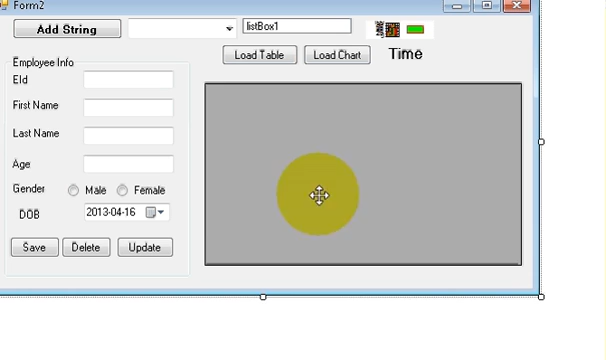 Form2
Add String
listBox1
Load Table
Load Chart
Time
Employee Info
EId
First Name
Last Name
Age
Gender
Male
Female
DOB
2013-04-16
Save
Delete
Update